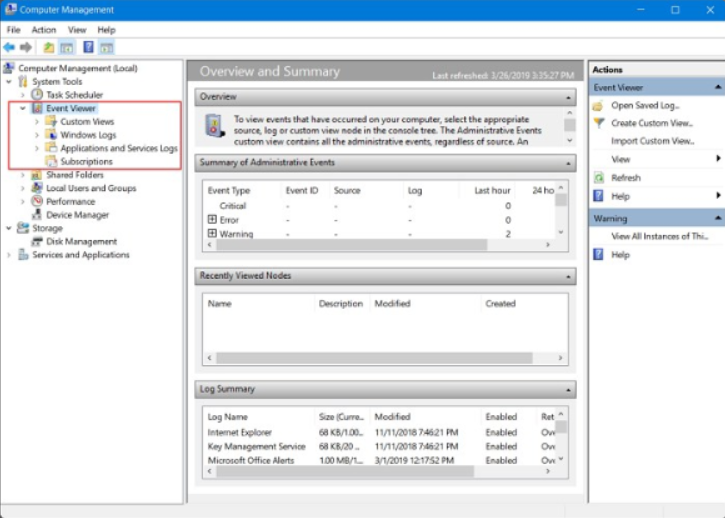 Computer Management
File Action View Help
Computer Management (Local)
System Tools
Task Scheduler
Event Viewer
Custom Views
Windows Logs
Applications and Services Logs
Subscriptions
Shared Folders
Local Users and Groups
Performance
Device Manager
Storage
Disk Management
Services and Applications
Overview and Summary Last refreshed: 3/26/2019 3:35:27 PM
Overview
To view events that have occurred on your computer, select the appropriate
source, log or custom view node in the console tree. The Administrative Events
custom view contains all the administrative events, regardless of source. An
Summary of Administrative Events
Event Type Event ID Source Log Last hour 24 ho
Critical - - - 0
Error - - - 0
Warning - - - 2
Recently Viewed Nodes
Name Description Modified Created
Log Summary
Log Name Size (Curre... Modified Enabled Ret
Internet Explorer 68 KB/1.00... 11/11/2018 7:46:21 PM Enabled Ove
Key Management Service 68 KB/20 ... 11/11/2018 7:46:21 PM Enabled Ove
Microsoft Office Alerts 1.00 MB/1... 3/1/2019 12:17:52 PM Enabled Ove
Actions
Event Viewer
Open Saved Log...
Create Custom View...
Import Custom View...
View
Refresh
Help
Warning
View All Instances of Thi...
Help